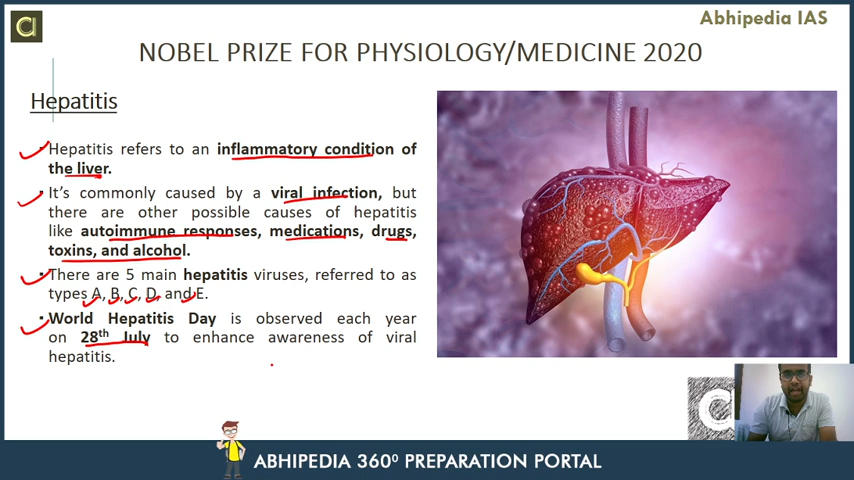 Abhipedia IAS
NOBEL PRIZE FOR PHYSIOLOGY/MEDICINE 2020
Hepatitis
Hepatitis refers to an inflammatory condition of
the liver.
It's commonly caused by a viral infection, but
there are other possible causes of hepatitis
like autoimmune responses, medications, drugs,
toxins, and alcohol.
There are 5 main hepatitis viruses, referred to as
types A, B, C, D, and E.
World Hepatitis Day is observed each year
on 28th July to enhance awareness of viral
hepatitis.
ABHIPEDIA 360⁰ PREPARATION PORTAL